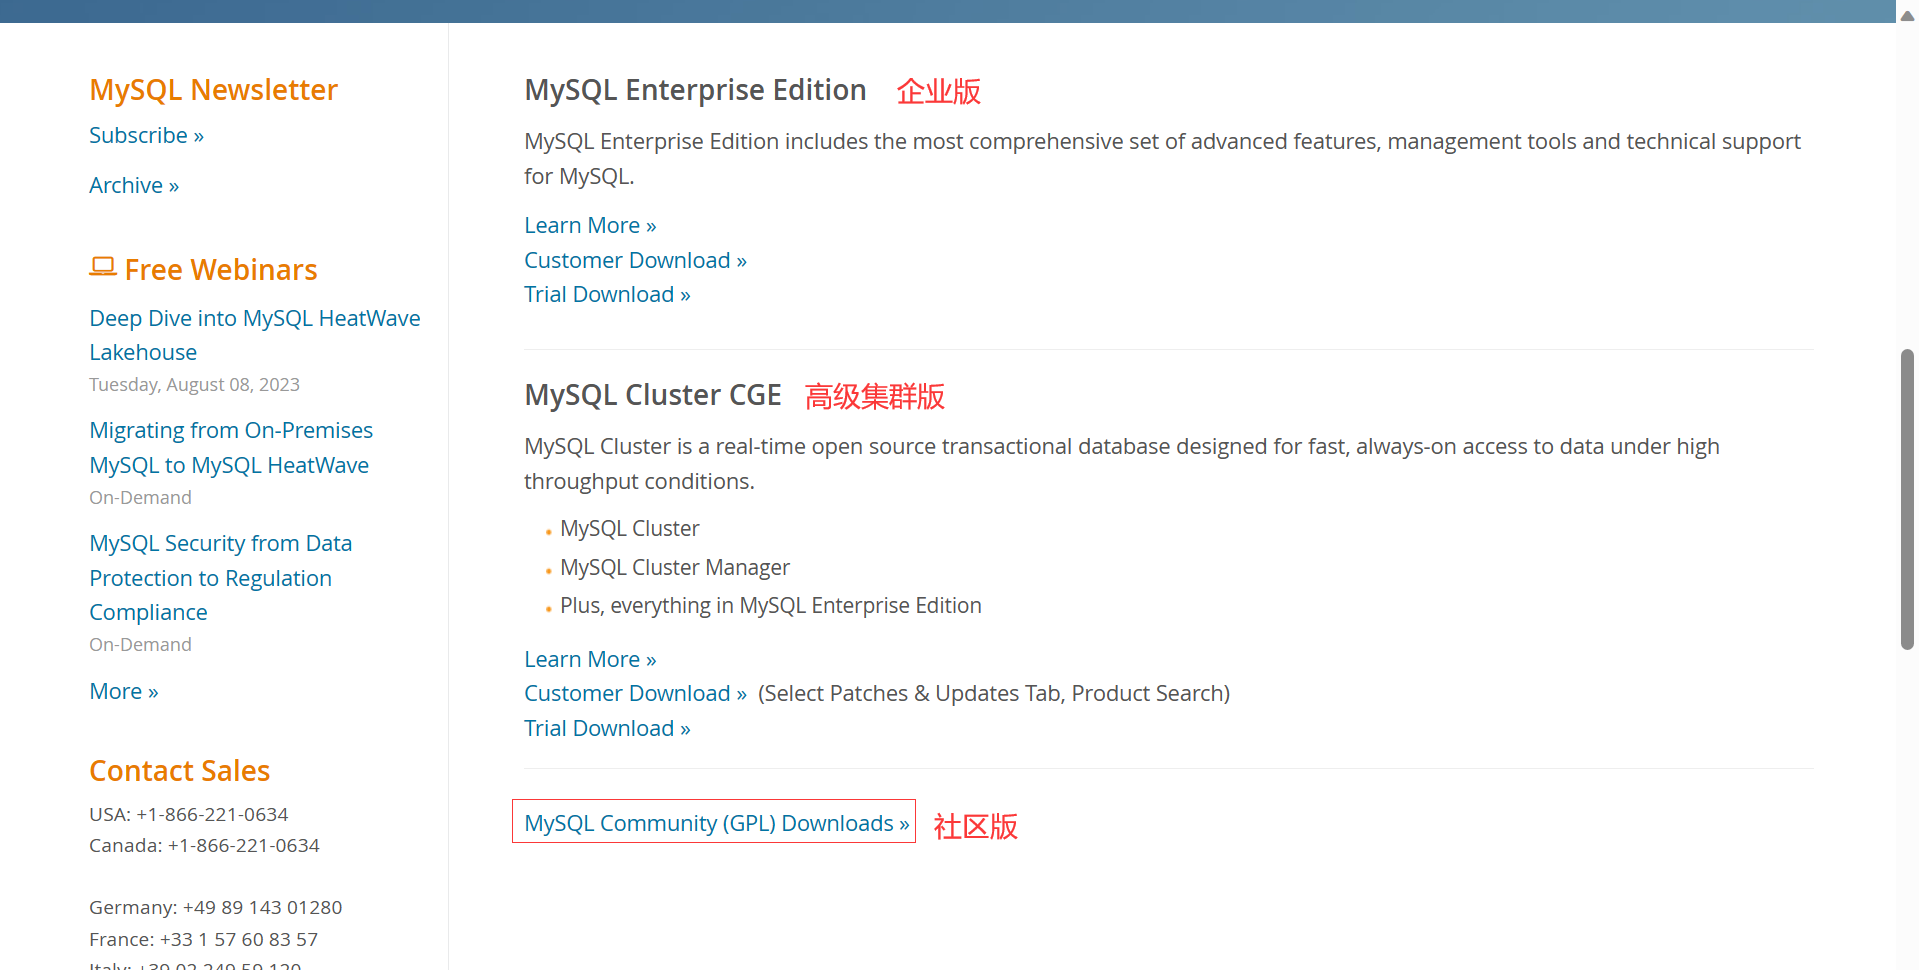 MySQL Newsletter
Subscribe »
Archive »
Free Webinars
Deep Dive into MySQL HeatWave
Lakehouse
Tuesday, August 08, 2023
Migrating from On-Premises
MySQL to MySQL HeatWave
On-Demand
MySQL Security from Data
Protection to Regulation
Compliance
On-Demand
More »
Contact Sales
USA: +1-866-221-0634
Canada: +1-866-221-0634
Germany: +49 89 143 01280
France: +33 1 57 60 83 57
Italy: +39 02 249 59 120
MySQL Enterprise Edition 企业版
MySQL Enterprise Edition includes the most comprehensive set of advanced features, management tools and technical support
for MySQL.
Learn More »
Customer Download »
Trial Download »
MySQL Cluster CGE 高级集群版
MySQL Cluster is a real-time open source transactional database designed for fast, always-on access to data under high
throughput conditions.
MySQL Cluster
MySQL Cluster Manager
Plus, everything in MySQL Enterprise Edition
Learn More »
Customer Download » (Select Patches & Updates Tab, Product Search)
Trial Download »
MySQL Community (GPL) Downloads » 社区版